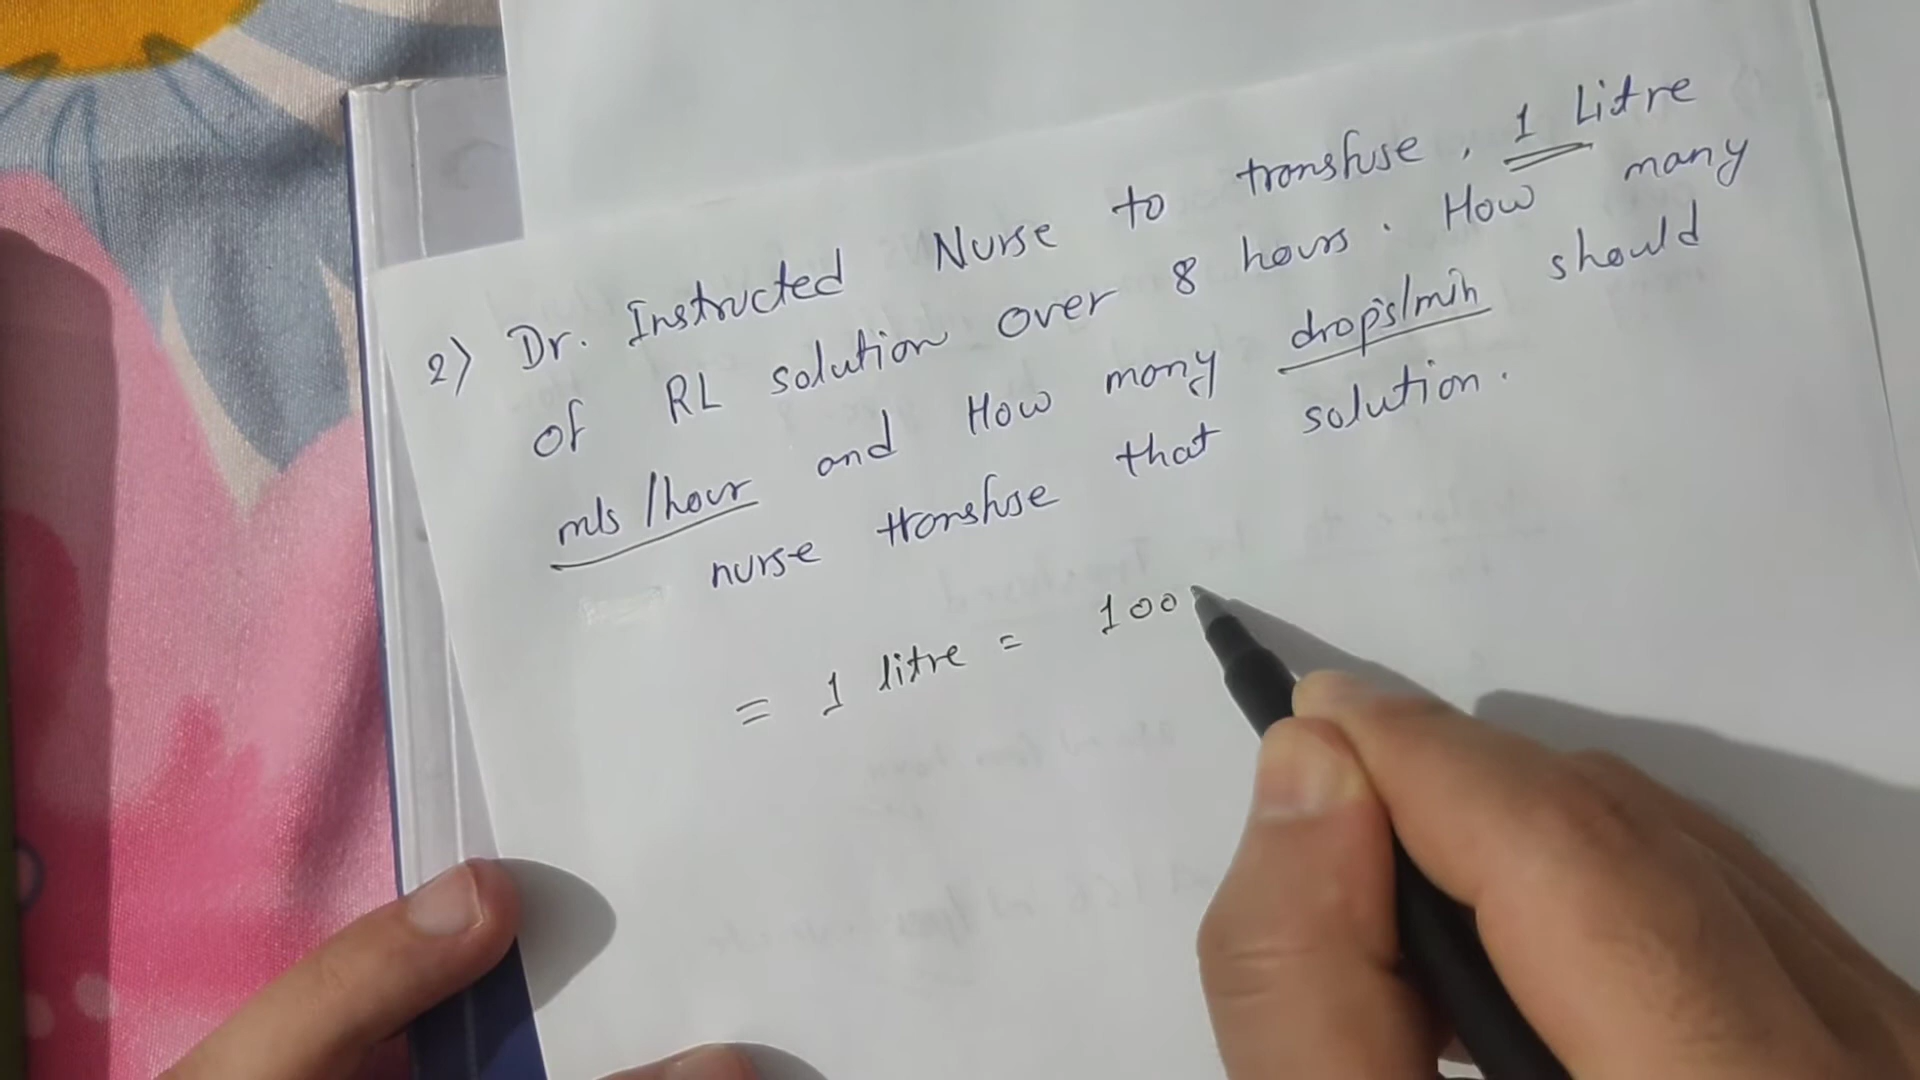 2) Dr. Instructed Nurse to transfuse. 1 Litre
of RL solution over 8 hours. How many
mls/hour and How many drops/min should
nurse transfuse that solution.
= 1 litre = 100